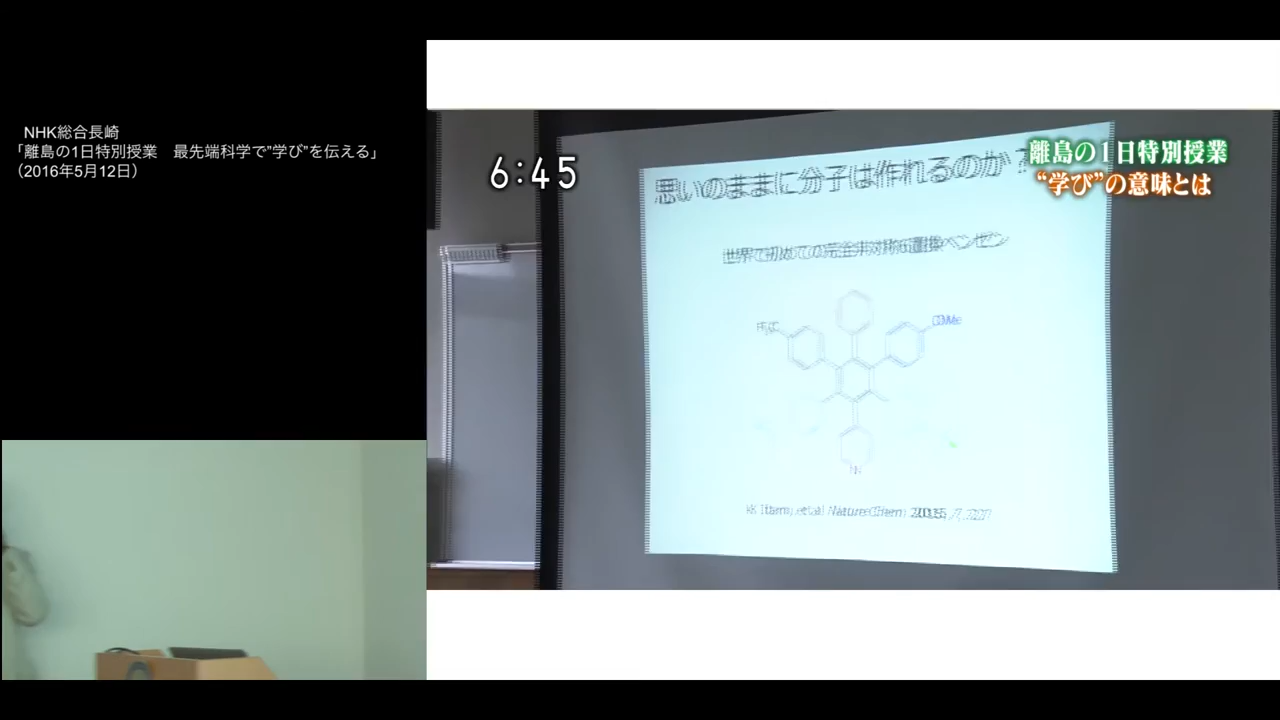 NHK総合長崎
「離島の1日特別授業　最先端科学で"学び"を伝える」
（2016年5月12日）
6:45
離島の1日特別授業
“学び”の意味とは
思いのままに分子は作れるのか?
世界で初めての完全非対称6置換ベンゼン